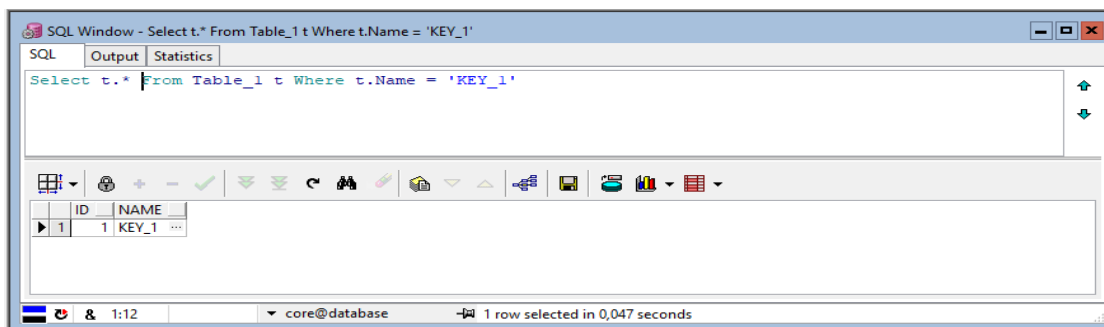 SQL Window - Select t.* From Table_1 t Where t.Name = 'KEY_1'
SQL Output Statistics
Select t.* From Table_1 t Where t.Name = 'KEY_1'
ID NAME
1 1 KEY_1 ...
& 1:12 core@database 1 row selected in 0,047 seconds